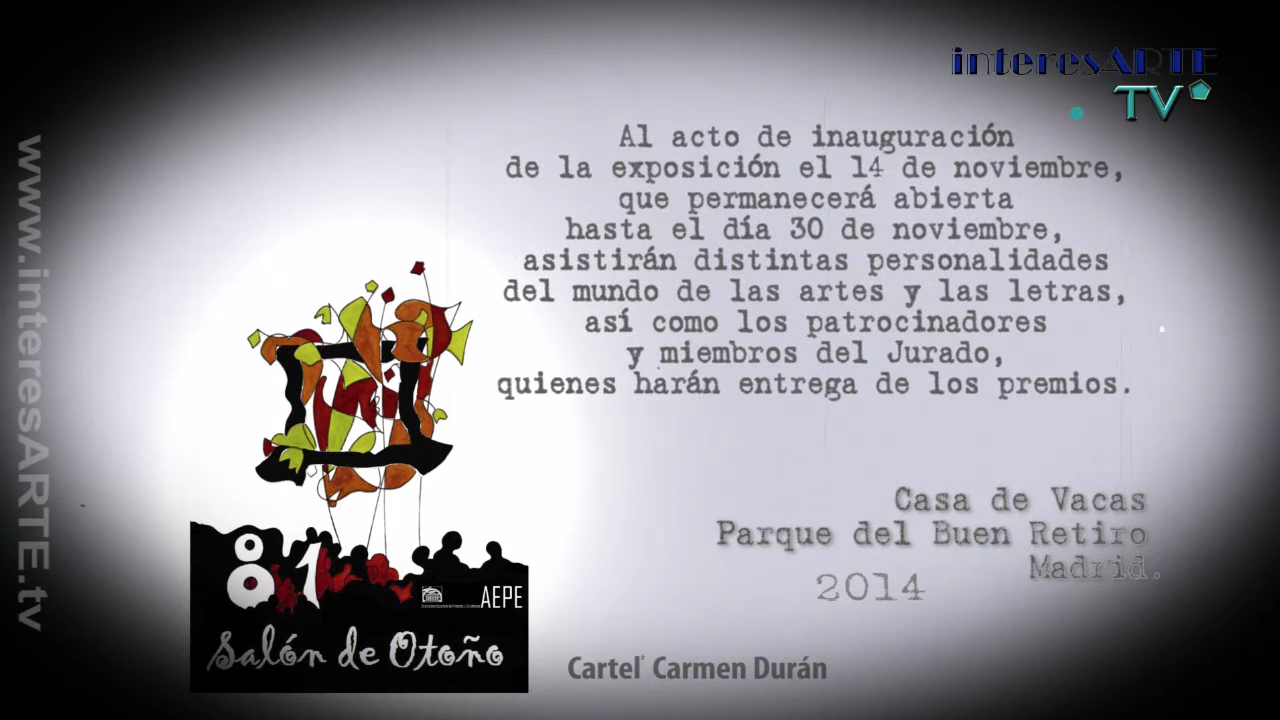 interesARTE
TV
www.interesARTE.tv
Al acto de inauguración
de la exposición el 14 de noviembre,
que permanecerá abierta
hasta el día 30 de noviembre,
asistirán distintas personalidades
del mundo de las artes y las letras,
así como los patrocinadores
y miembros del Jurado,
quienes harán entrega de los premios.
Casa de Vacas
Parque del Buen Retiro
Madrid.
2014
81
AEPE
Salón de Otoño
Cartel Carmen Durán